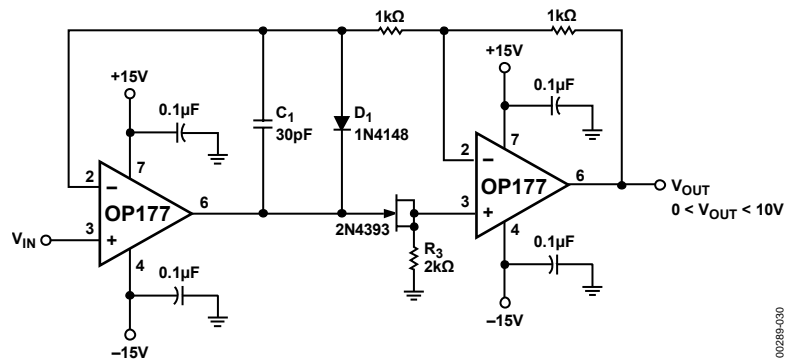 1kΩ 1kΩ
+15V +15V
0.1µF 0.1µF
C1
30pF
D1
1N4148
7 7
2 2
OP177 OP177
6 6
VOUT
0 < VOUT < 10V
VIN
3 3
2N4393
R3
2kΩ
4 4
0.1µF 0.1µF
–15V –15V
00289-030